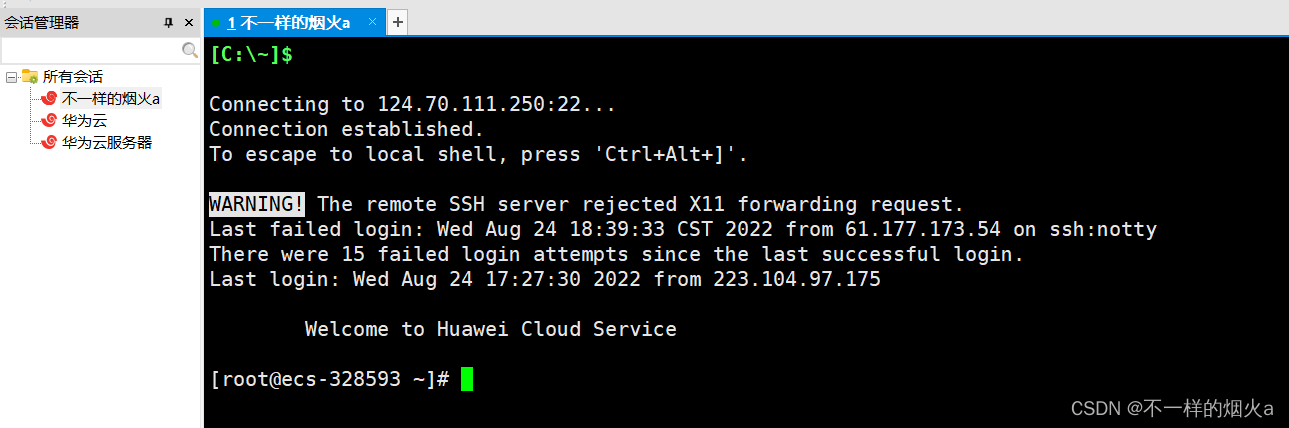 会话管理器
所有会话
不一样的烟火a
华为云
华为云服务器
1 不一样的烟火a
[C:\~]$
Connecting to 124.70.111.250:22...
Connection established.
To escape to local shell, press 'Ctrl+Alt+]'.
WARNING! The remote SSH server rejected X11 forwarding request.
Last failed login: Wed Aug 24 18:39:33 CST 2022 from 61.177.173.54 on ssh:notty
There were 15 failed login attempts since the last successful login.
Last login: Wed Aug 24 17:27:30 2022 from 223.104.97.175
Welcome to Huawei Cloud Service
[root@ecs-328593 ~]#
CSDN @不一样的烟火a